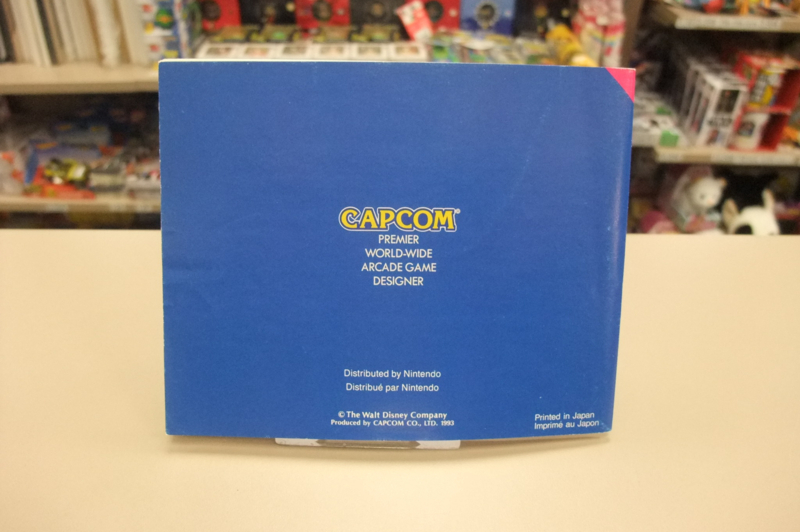 CAPCOM®
PREMIER
WORLD-WIDE
ARCADE GAME
DESIGNER
Distributed by Nintendo
Distribué par Nintendo
© The Walt Disney Company
Produced by CAPCOM CO., LTD. 1993
Printed in Japan
Imprimé au Japon